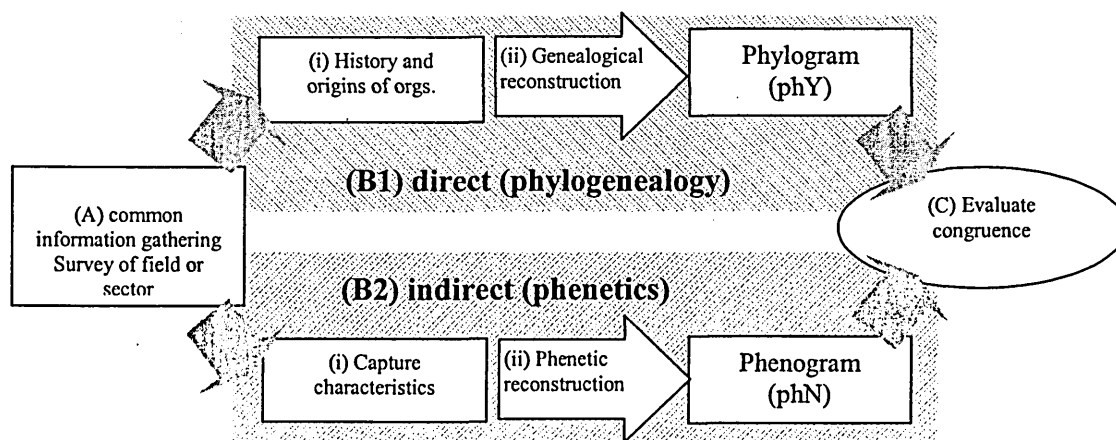 (i) History and
origins of orgs.
(ii) Genealogical
reconstruction
Phylogram
(phY)
(B1) direct (phylogenealogy)
(A) common
information gathering
Survey of field or
sector
(C) Evaluate
congruence
(B2) indirect (phenetics)
(i) Capture
characteristics
(ii) Phenetic
reconstruction
Phenogram
(phN)